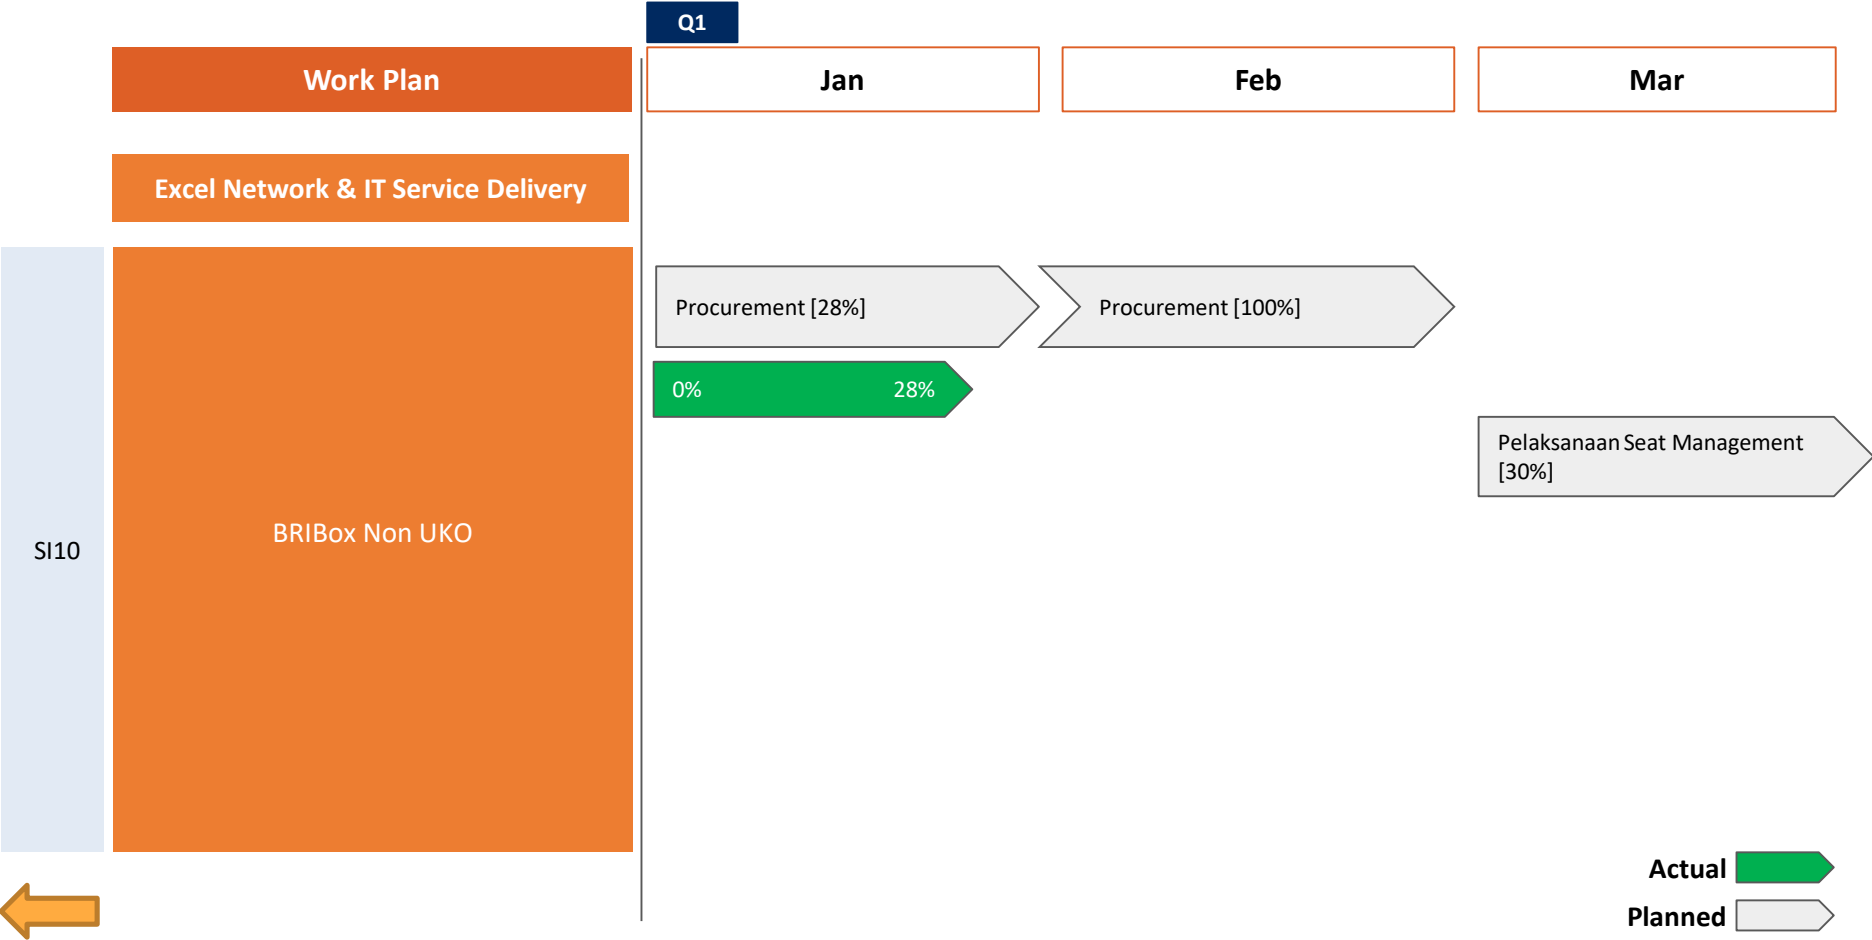 Q1
Work Plan
Jan
Feb
Mar
Excel Network & IT Service Delivery
SI10
BRIBox Non UKO
Procurement [28%]
Procurement [100%]
0%
28%
Pelaksanaan Seat Management
[30%]
Actual
Planned